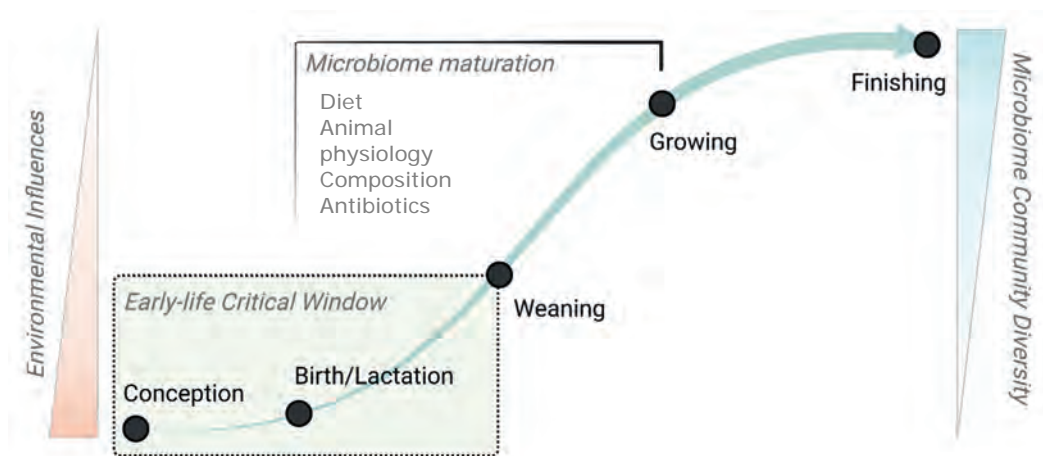 Environmental Influences
Microbiome maturation
Diet
Animal
physiology
Composition
Antibiotics
Early-life Critical Window
Conception
Birth/Lactation
Weaning
Growing
Finishing
Microbiome Community Diversity